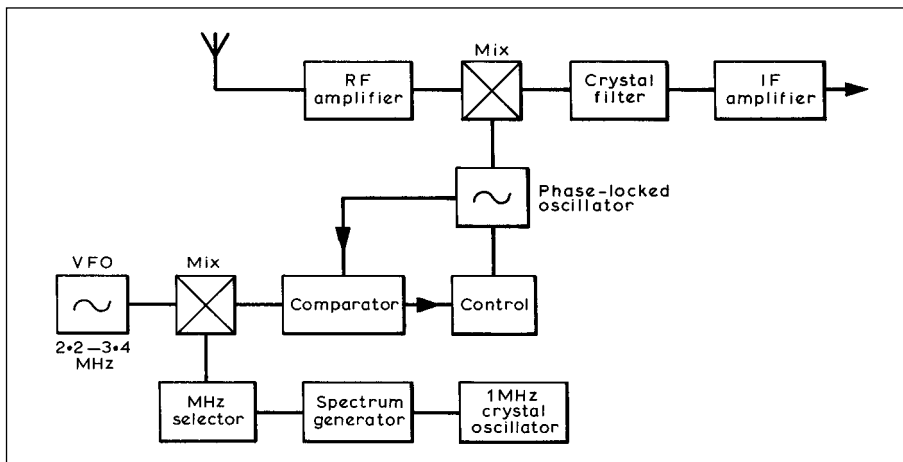 Mix
RF
amplifier
Crystal
filter
IF
amplifier
Phase-locked
oscillator
VFO
Mix
Comparator
Control
2•2—3•4
MHz
MHz
selector
Spectrum
generator
1MHz
crystal
oscillator